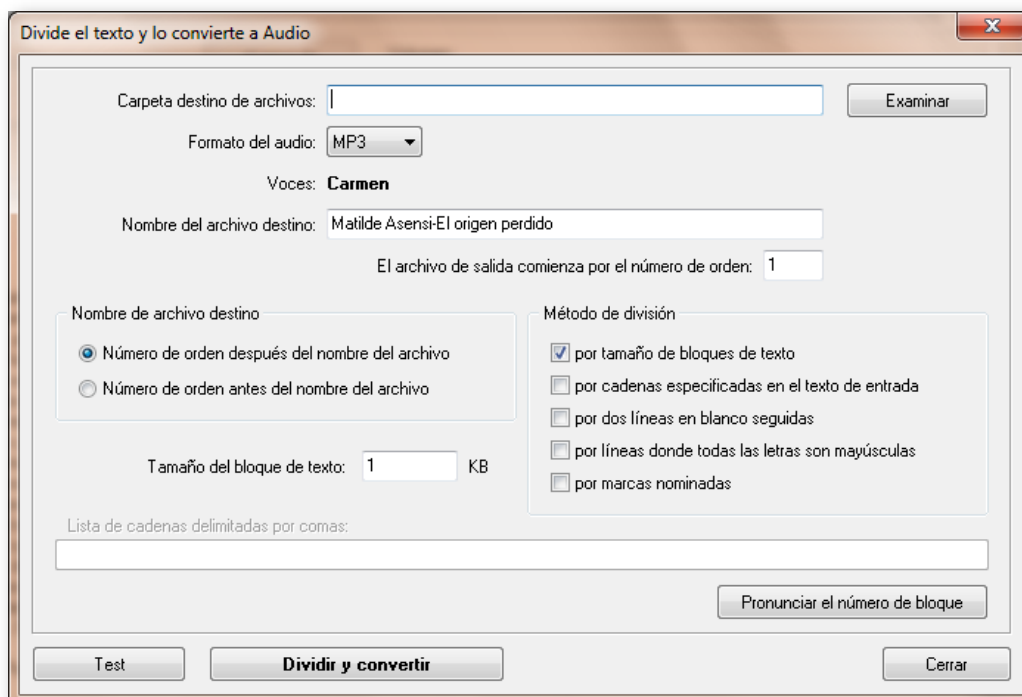 Divide el texto y lo convierte a Audio
Carpeta destino de archivos:
Examinar
Formato del audio: MP3
Voces: Carmen
Nombre del archivo destino: Matilde Asensi-El origen perdido
El archivo de salida comienza por el número de orden: 1
Nombre de archivo destino
Número de orden después del nombre del archivo
Número de orden antes del nombre del archivo
Tamaño del bloque de texto: 1 KB
Método de división
por tamaño de bloques de texto
por cadenas especificadas en el texto de entrada
por dos líneas en blanco seguidas
por líneas donde todas las letras son mayúsculas
por marcas nominadas
Lista de cadenas delimitadas por comas:
Pronunciar el número de bloque
Test
Dividir y convertir
Cerrar